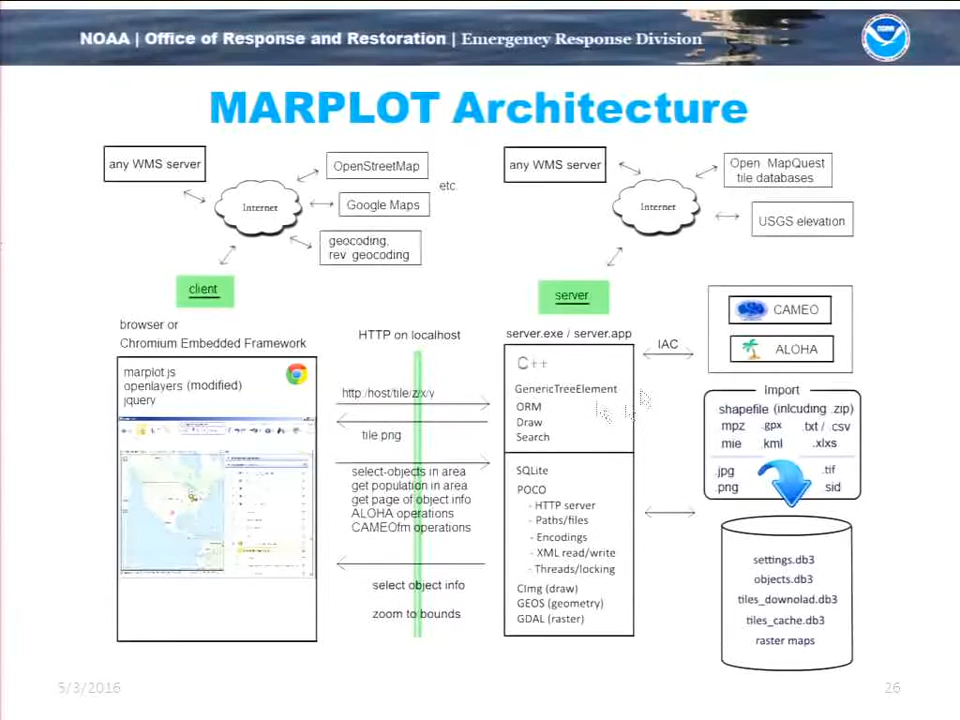 NOAA | Office of Response and Restoration | Emergency Response Division
MARPLOT Architecture
any WMS server
OpenStreetMap
etc.
Internet
Google Maps
geocoding,
rev geocoding
any WMS server
Open MapQuest
tile databases
Internet
USGS elevation
client
browser or
Chromium Embedded Framework
marplot.js
openlayers (modified)
jquery
HTTP on localhost
http://host/tile/z/x/y
tile png
select-objects in area
get population in area
get page of object info
ALOHA operations
CAMEOfm operations
select object info
zoom to bounds
server
server.exe / server.app
C++
GenericTreeElement
ORM
Draw
Search
SQLite
POCO
- HTTP server
- Paths/files
- Encodings
- XML read/write
- Threads/locking
CImg (draw)
GEOS (geometry)
GDAL (raster)
IAC
CAMEO
ALOHA
Import
shapefile (inlcuding .zip)
mpz .gpx .txt / .csv
mie .kml .xlxs
.jpg .tif
.png sid
settings.db3
objects.db3
tiles_downolad.db3
tiles_cache.db3
raster maps
5/3/2016
26